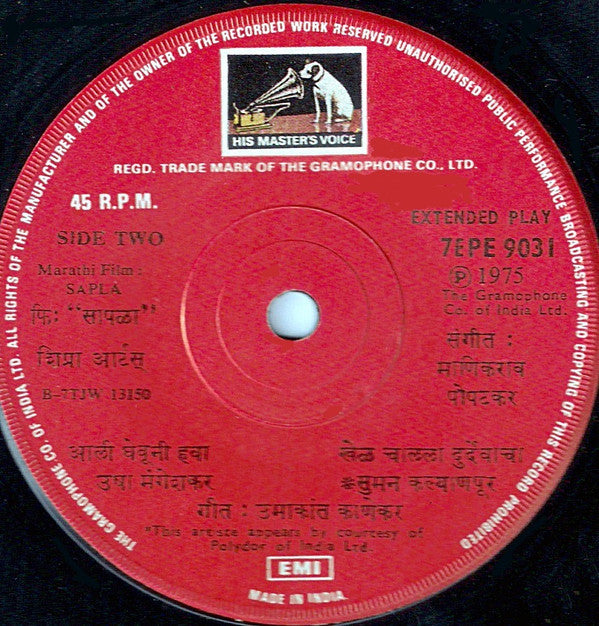 THE GRAMOPHONE CO. OF INDIA LTD. ALL RIGHTS OF THE MANUFACTURER AND OF THE OWNER OF THE RECORDED WORK RESERVED UNAUTHORISED PUBLIC PERFORMANCE BROADCASTING AND COPYING OF THIS RECORD PROHIBITED
HIS MASTER'S VOICE
REGD. TRADE MARK OF THE GRAMOPHONE CO., LTD.
45 R.P.M.
EXTENDED PLAY
SIDE TWO
7EPE 9031
Marathi Film :
SAPLA
Ⓟ 1975
The Gramophone
Co. of India Ltd.
फि: "सापळा"
शिप्रा आर्टस्
B-7TJW 13150
संगीत :
माणिकराव
पोपटकर
आली घेवूनी हवा
उषा मंगेशकर
खेळ चालला दुर्देवाचा
*सुमन कल्याणपूर
गीत : उमाकांत काणकर
*This artiste appears by courtesy of
Polydor of India Ltd.
EMI
MADE IN INDIA